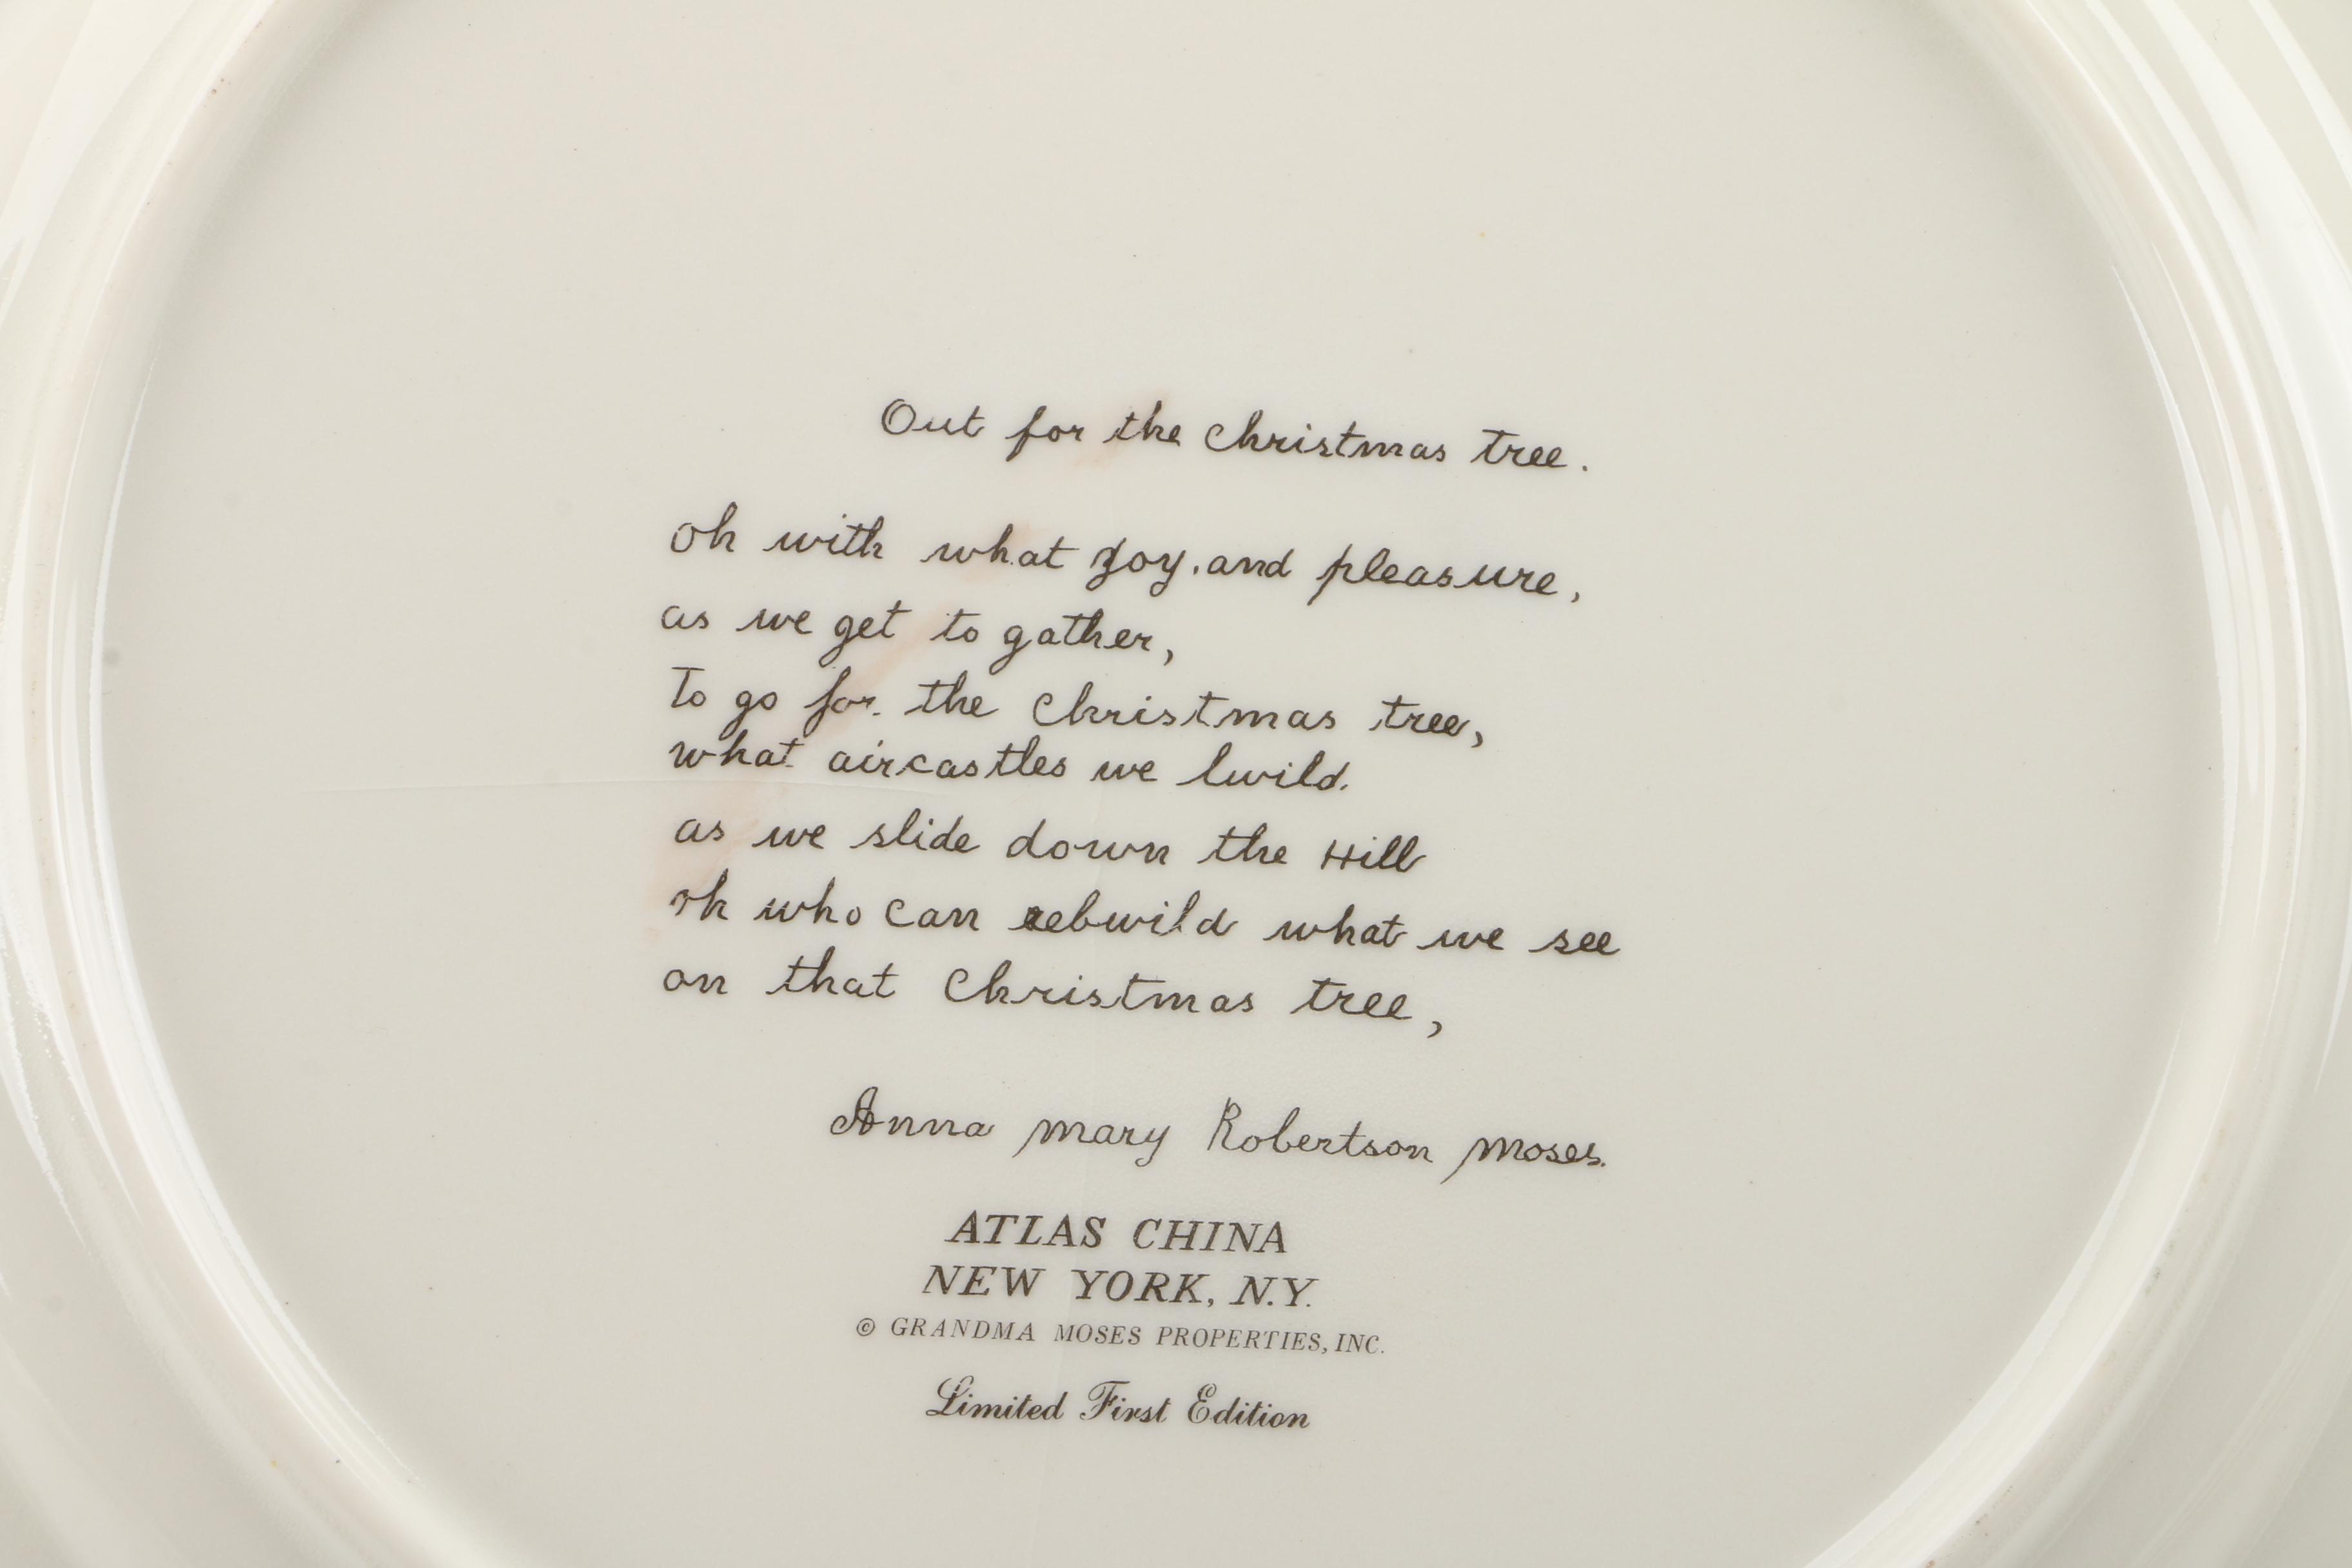 Out for the Christmas tree.
oh with what joy. and pleasure,
as we get to gather,
To go for the Christmas tree,
what aircastles we bwild.
as we slide down the Hill
oh who can rebwild what we see
on that Christmas tree,
Anna mary Robertson moses.
ATLAS CHINA
NEW YORK, N.Y.
© GRANDMA MOSES PROPERTIES, INC.
Limited First Edition